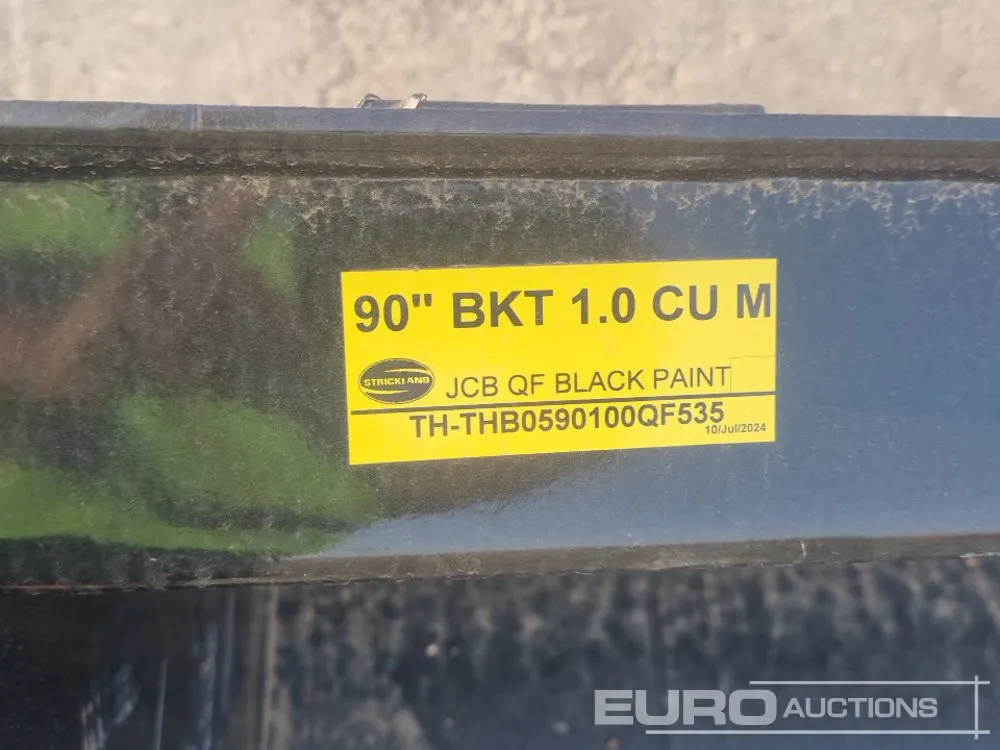 90" BKT 1.0 CU M
STRICKLAND
JCB QF BLACK PAINT
TH-THB0590100QF535
10/Jul/2024
EURO AUCTIONS